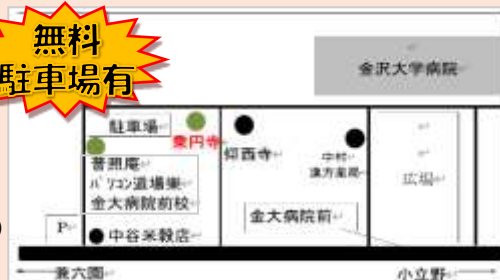 無料
駐車場有
金沢大学病院
駐車場
乗円寺
仰西寺
中村
漢方薬局
広場
普照庵
パソコン道場樂
金大病院前校
金大病院前
P
中谷米穀店
兼六園
小立野